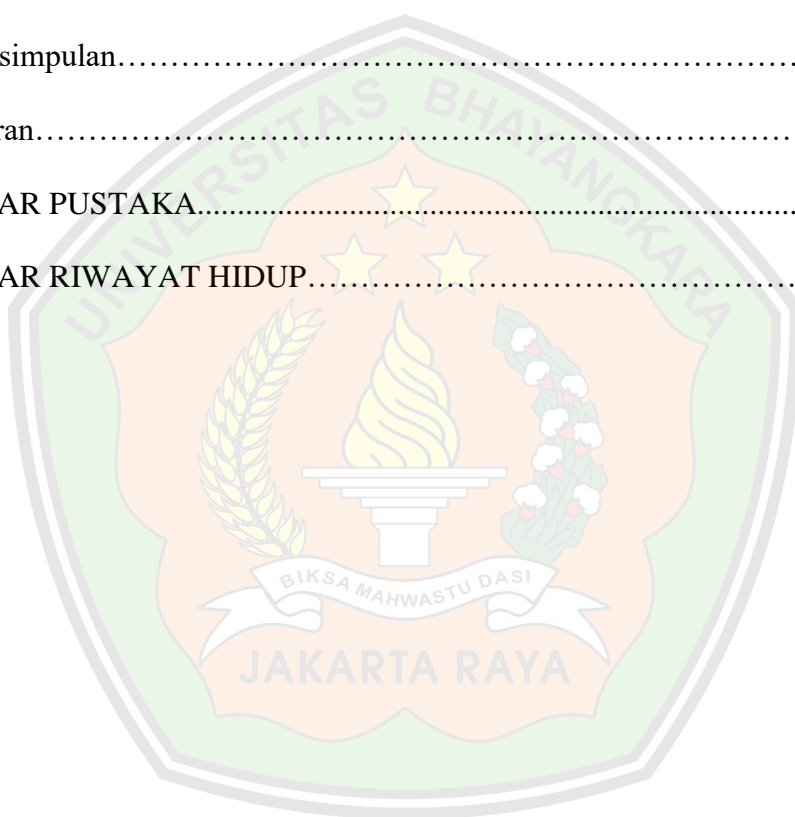 simpulan…………………………………………………………………
ran………………………………………………………………………
AR PUSTAKA...........................................................................
AR RIWAYAT HIDUP………………………………………………
UNIVERSITAS BHAYANGKARA
BIKSA MAHWASTU DASI
JAKARTA RAYA